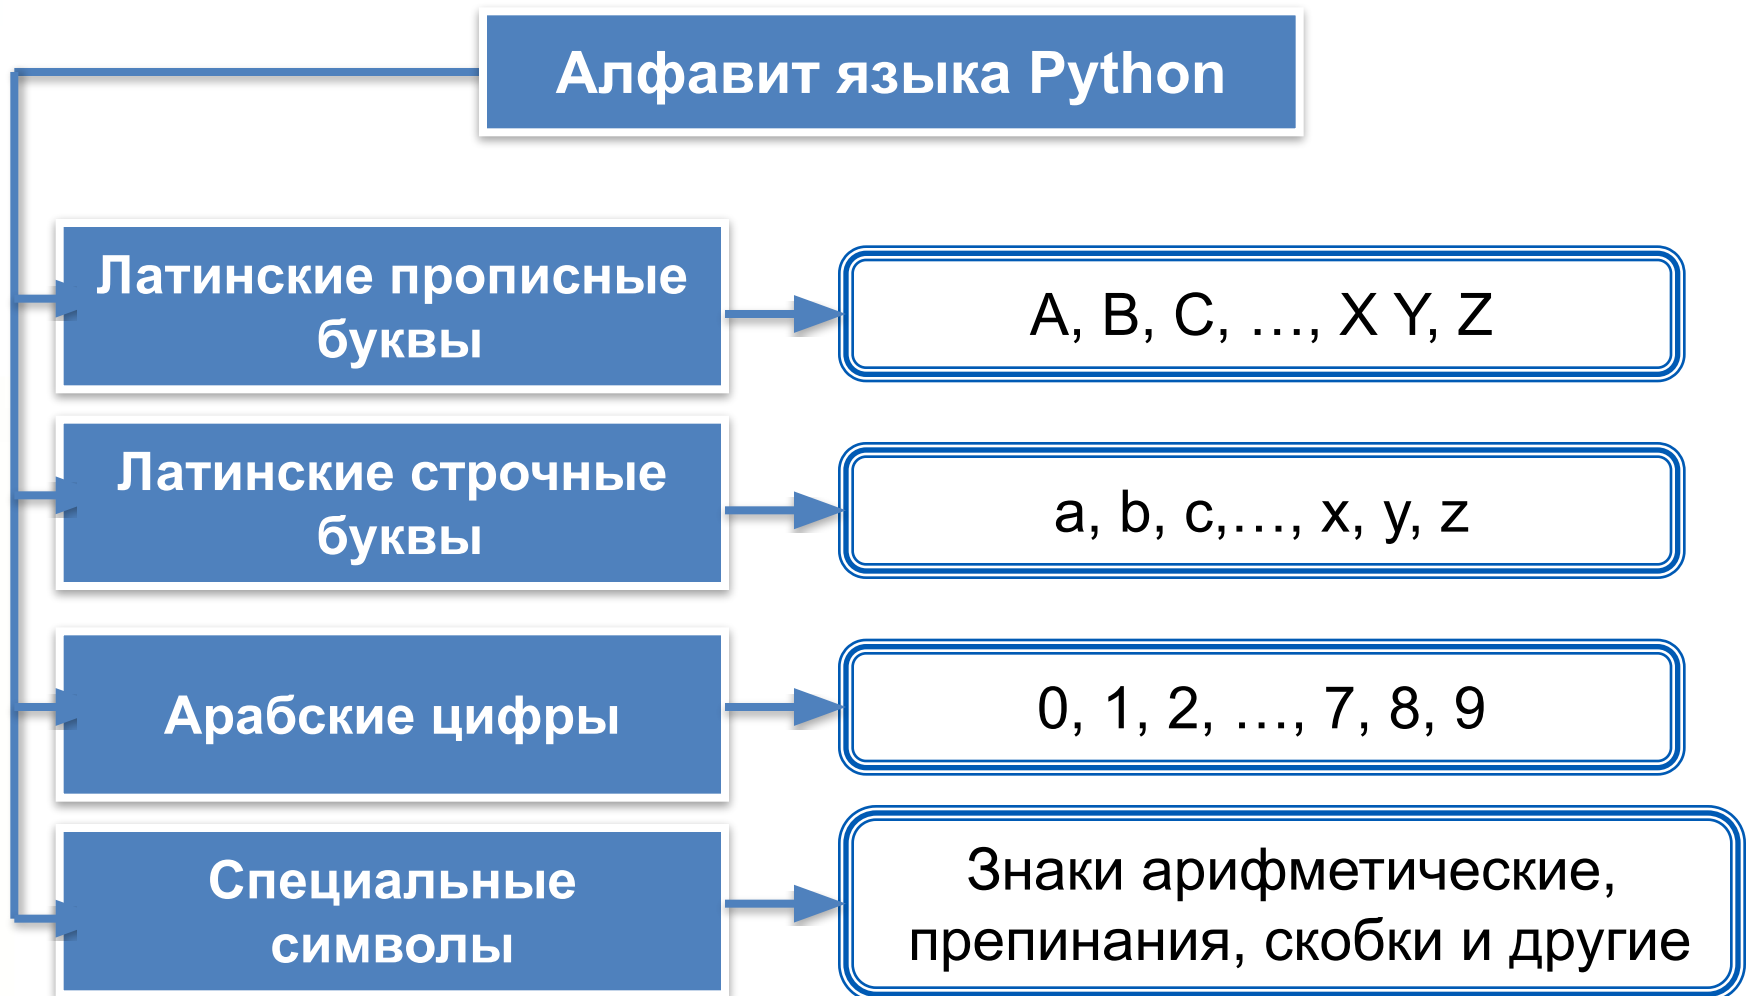 Алфавит языка Python
Латинские прописные
буквы
A, B, C, …, X Y, Z
Латинские строчные
буквы
a, b, c,…, x, y, z
Арабские цифры
0, 1, 2, …, 7, 8, 9
Специальные
символы
Знаки арифметические,
препинания, скобки и другие